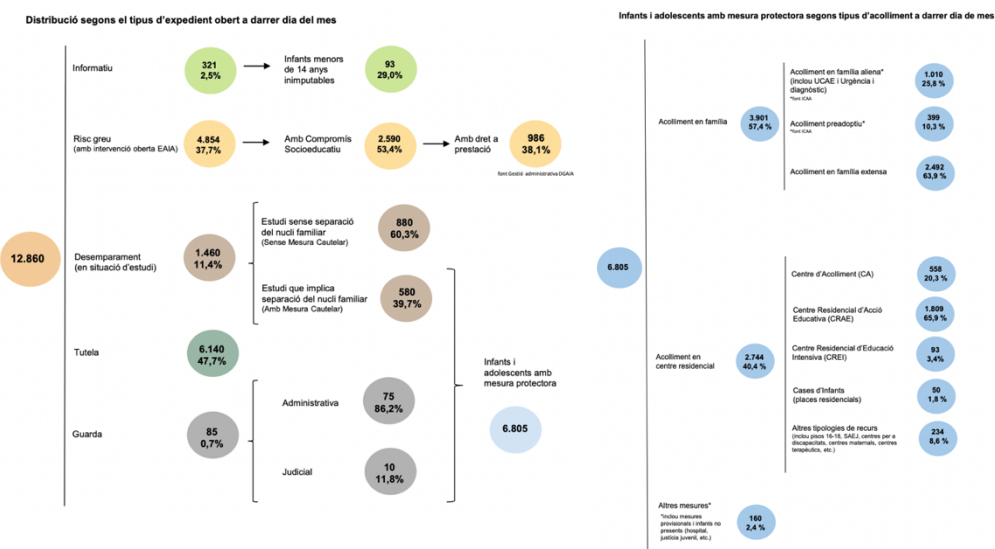 Distribució segons el tipus d'expedient obert a darrer dia del mes
Informatiu
321
2,5%
Infants menors
de 14 anys
inimputables
93
29,0%
Risc greu
(amb intervenció oberta EAIA)
4.854
37,7%
Amb Compromís
Socioeducatiu
2.590
53,4%
Amb dret a
prestació
986
38,1%
font Gestió administrativa DGAIA
12.860
Desemparament
(en situació d'estudi)
1.460
11,4%
Estudi sense separació
del nucli familiar
(Sense Mesura Cautelar)
880
60,3%
Estudi que implica
separació del nucli familiar
(Amb Mesura Cautelar)
580
39,7%
Tutela
6.140
47,7%
Guarda
85
0,7%
Administrativa
75
86,2%
Judicial
10
11,8%
Infants i
adolescents amb
mesura protectora
6.805
Infants i adolescents amb mesura protectora segons tipus d'acolliment a darrer dia de mes
6.805
Acolliment en família
3.901
57,4 %
Acolliment en família aliena*
(inclou UCAE i Urgència i
diagnòstic)
*font ICAA
1.010
25,8 %
Acolliment preadoptiu*
*font ICAA
399
10,3 %
Acolliment en família extensa
2.492
63,9 %
Acolliment en
centre residencial
2.744
40,4 %
Centre d'Acolliment (CA)
558
20,3 %
Centre Residencial d'Acció
Educativa (CRAE)
1.809
65,9 %
Centre Residencial d'Educació
Intensiva (CREI)
93
3,4%
Cases d'Infants
(places residencials)
50
1,8 %
Altres tipologies de recurs
(inclou pisos 16-18, SAEJ, centres per a
discapacitats, centres maternals, centres
terapèutics, etc.)
234
8,6 %
Altres mesures*
*inclou mesures
provisionals i infants no
presents (hospital,
justícia juvenil, etc.)
160
2,4 %